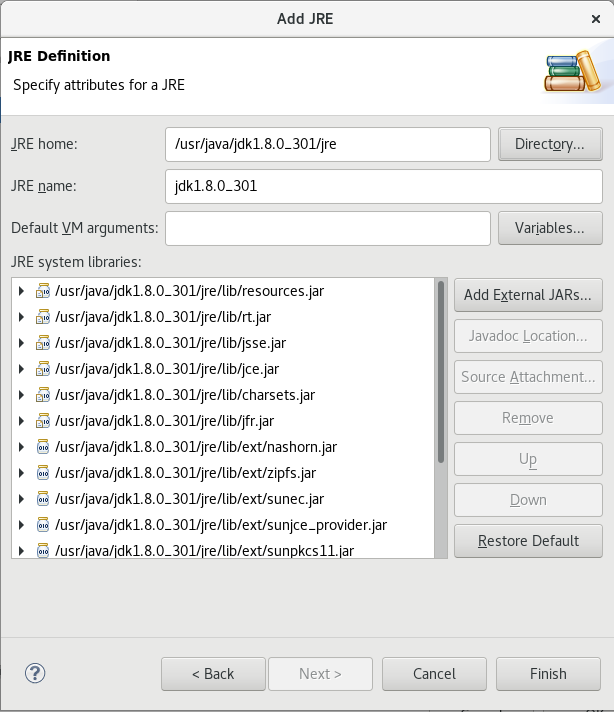 Add JRE
JRE Definition
Specify attributes for a JRE
JRE home: /usr/java/jdk1.8.0_301/jre Directory...
JRE name: jdk1.8.0_301
Default VM arguments: Variables...
JRE system libraries:
/usr/java/jdk1.8.0_301/jre/lib/resources.jar
/usr/java/jdk1.8.0_301/jre/lib/rt.jar
/usr/java/jdk1.8.0_301/jre/lib/jsse.jar
/usr/java/jdk1.8.0_301/jre/lib/jce.jar
/usr/java/jdk1.8.0_301/jre/lib/charsets.jar
/usr/java/jdk1.8.0_301/jre/lib/jfr.jar
/usr/java/jdk1.8.0_301/jre/lib/ext/nashorn.jar
/usr/java/jdk1.8.0_301/jre/lib/ext/zipfs.jar
/usr/java/jdk1.8.0_301/jre/lib/ext/sunec.jar
/usr/java/jdk1.8.0_301/jre/lib/ext/sunjce_provider.jar
/usr/java/jdk1.8.0_301/jre/lib/ext/sunpkcs11.jar
Add External JARs...
Javadoc Location...
Source Attachment...
Remove
Up
Down
Restore Default
? < Back Next > Cancel Finish